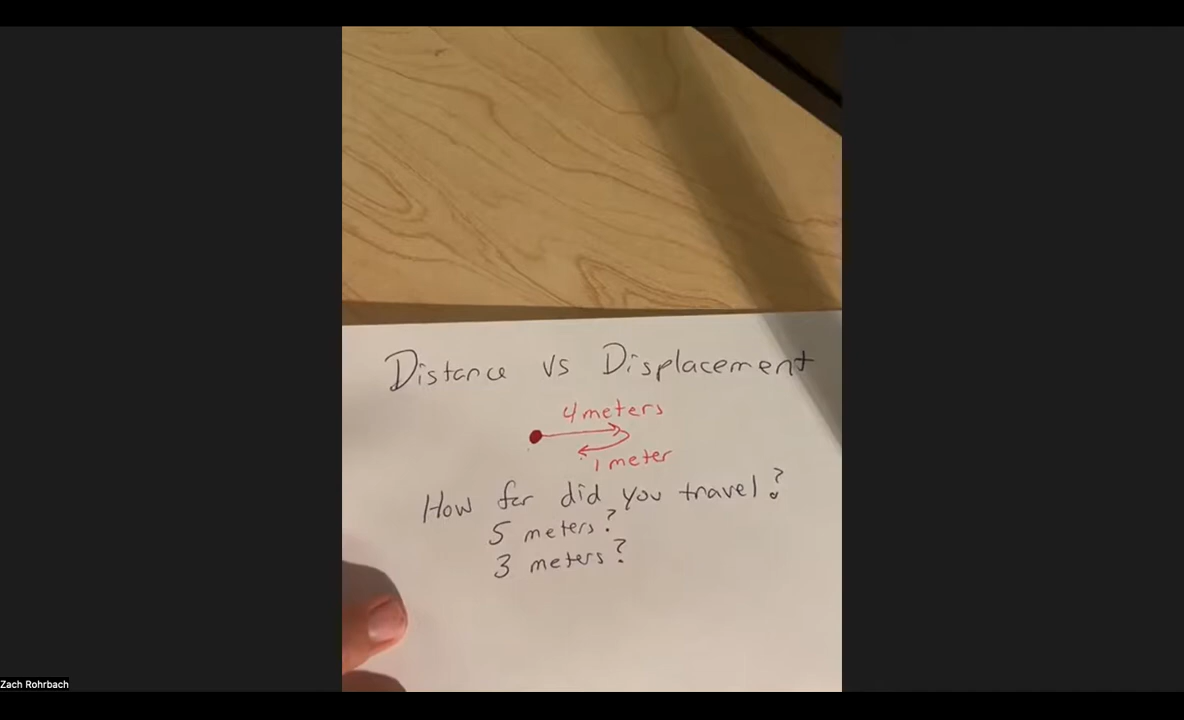 Distance vs Displacement
4 meters
1 meter
How far did you travel?
5 meters?
3 meters?
Zach Rohrbach